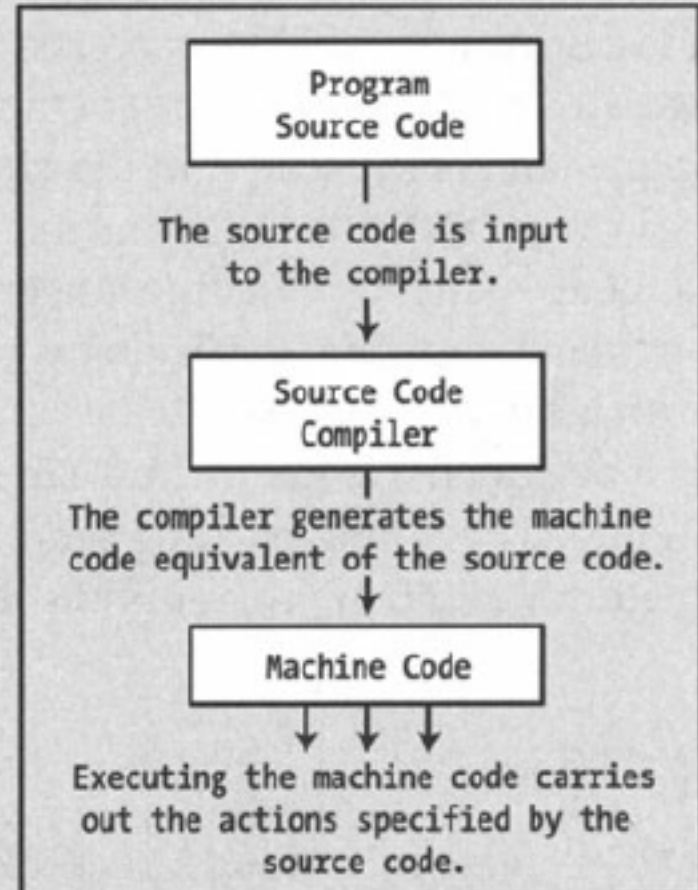 Program
Source Code
The source code is input
to the compiler.
Source Code
Compiler
The compiler generates the machine
code equivalent of the source code.
Machine Code
Executing the machine code carries
out the actions specified by the
source code.